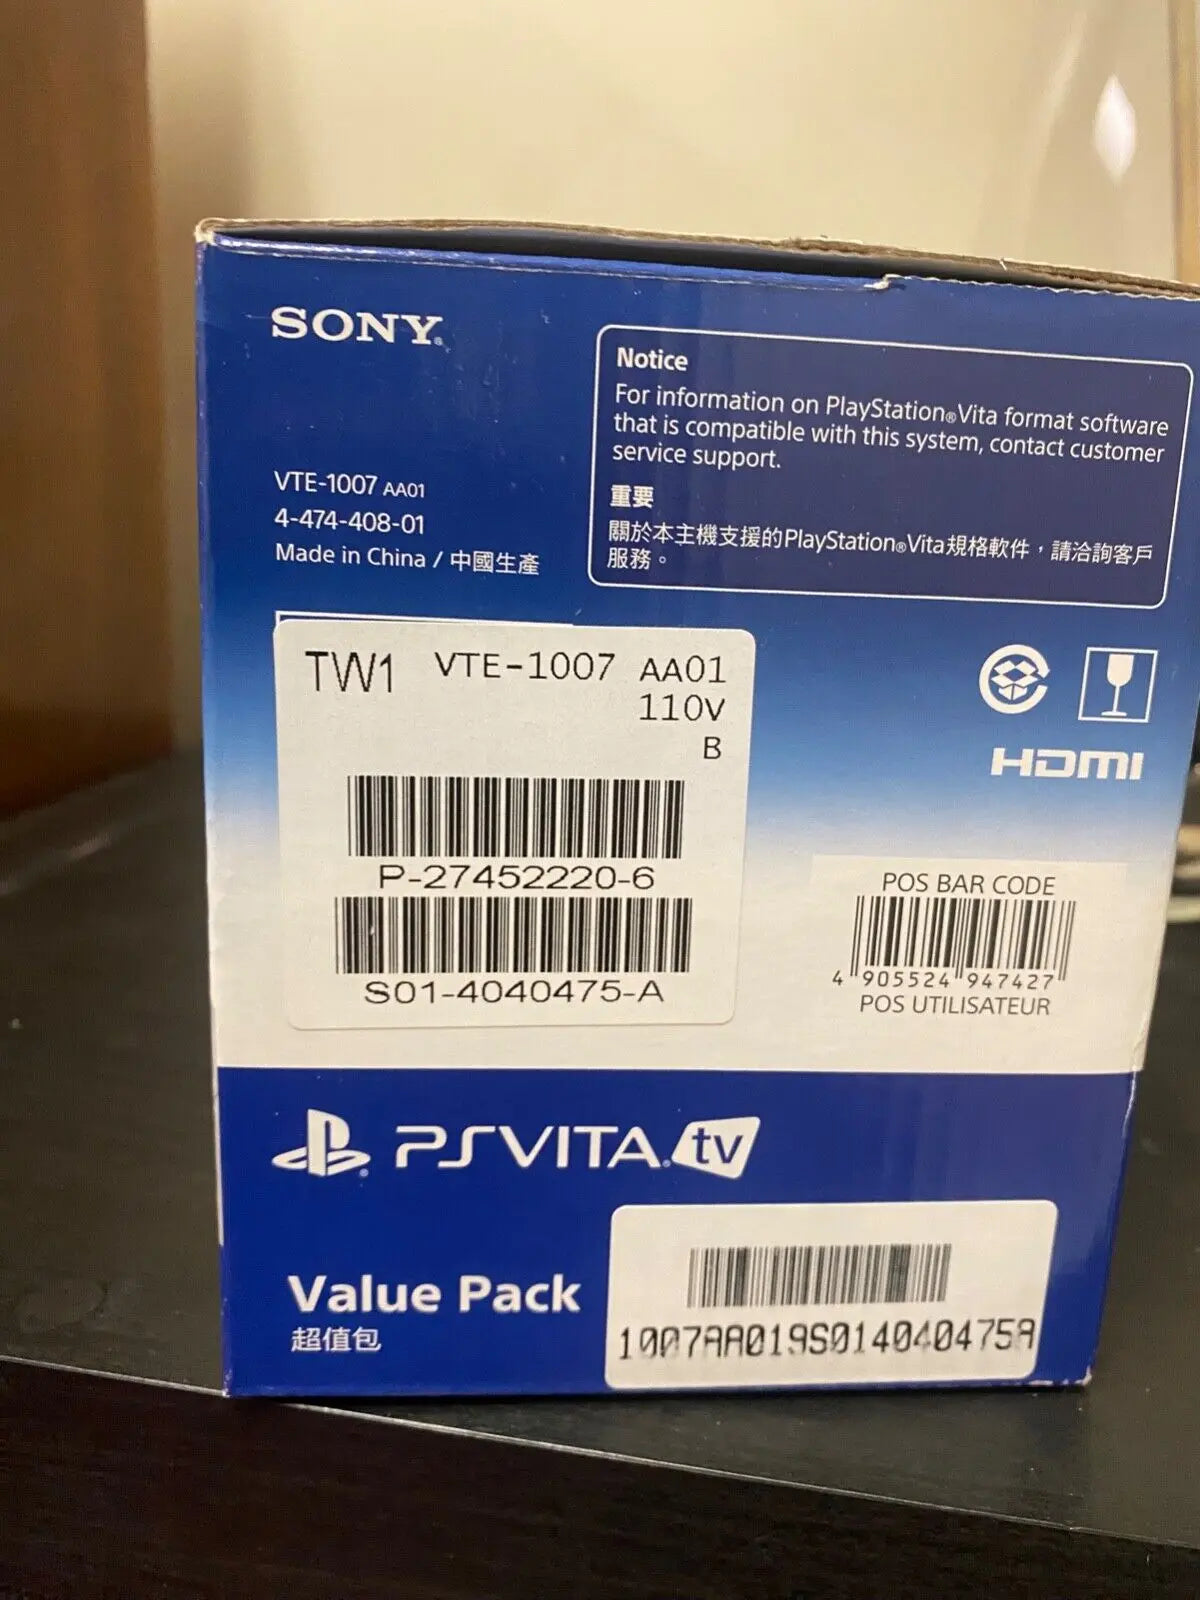 SONY®
Notice
For information on PlayStation®Vita format software
that is compatible with this system, contact customer
service support.
重要
關於本主機支援的PlayStation®Vita規格軟件，請洽詢客戶
服務。
VTE-1007 AA01
4-474-408-01
Made in China / 中國生產
TW1 VTE-1007 AA01
110V
B
P-27452220-6
S01-4040475-A
HDMI
POS BAR CODE
4 905524 947427
POS UTILISATEUR
PSVITA tv
Value Pack
超值包
1007AA019S014040475A